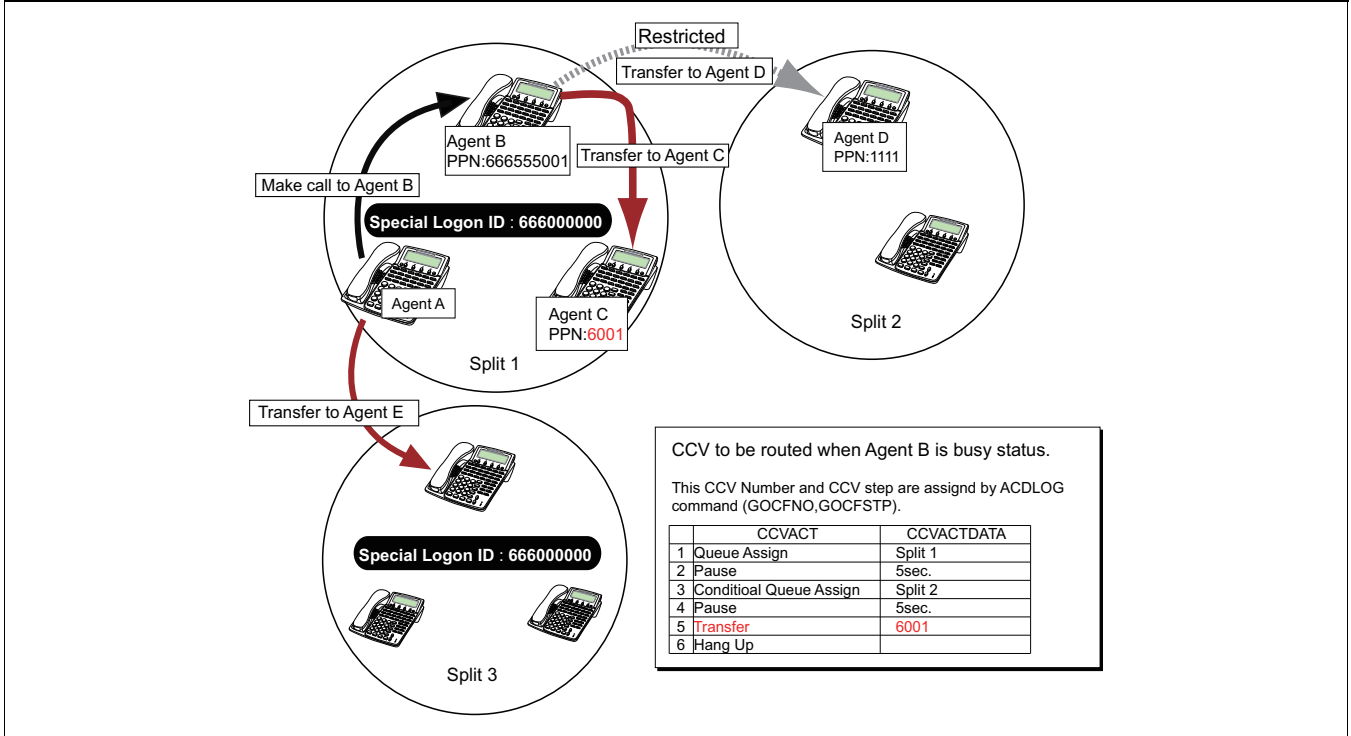 Restricted
Transfer to Agent D
Agent B
PPN:666555001
Transfer to Agent C
Agent D
PPN:1111
Make call to Agent B
Special Logon ID : 666000000
Agent A
Agent C
PPN:6001
Split 1
Split 2
Transfer to Agent E
Special Logon ID : 666000000
Split 3
CCV to be routed when Agent B is busy status.
This CCV Number and CCV step are assignd by ACDLOG
command (GOCFNO,GOCFSTP).
CCVACT CCVACTDATA
1 Queue Assign Split 1
2 Pause 5sec.
3 Conditioal Queue Assign Split 2
4 Pause 5sec.
5 Transfer 6001
6 Hang Up